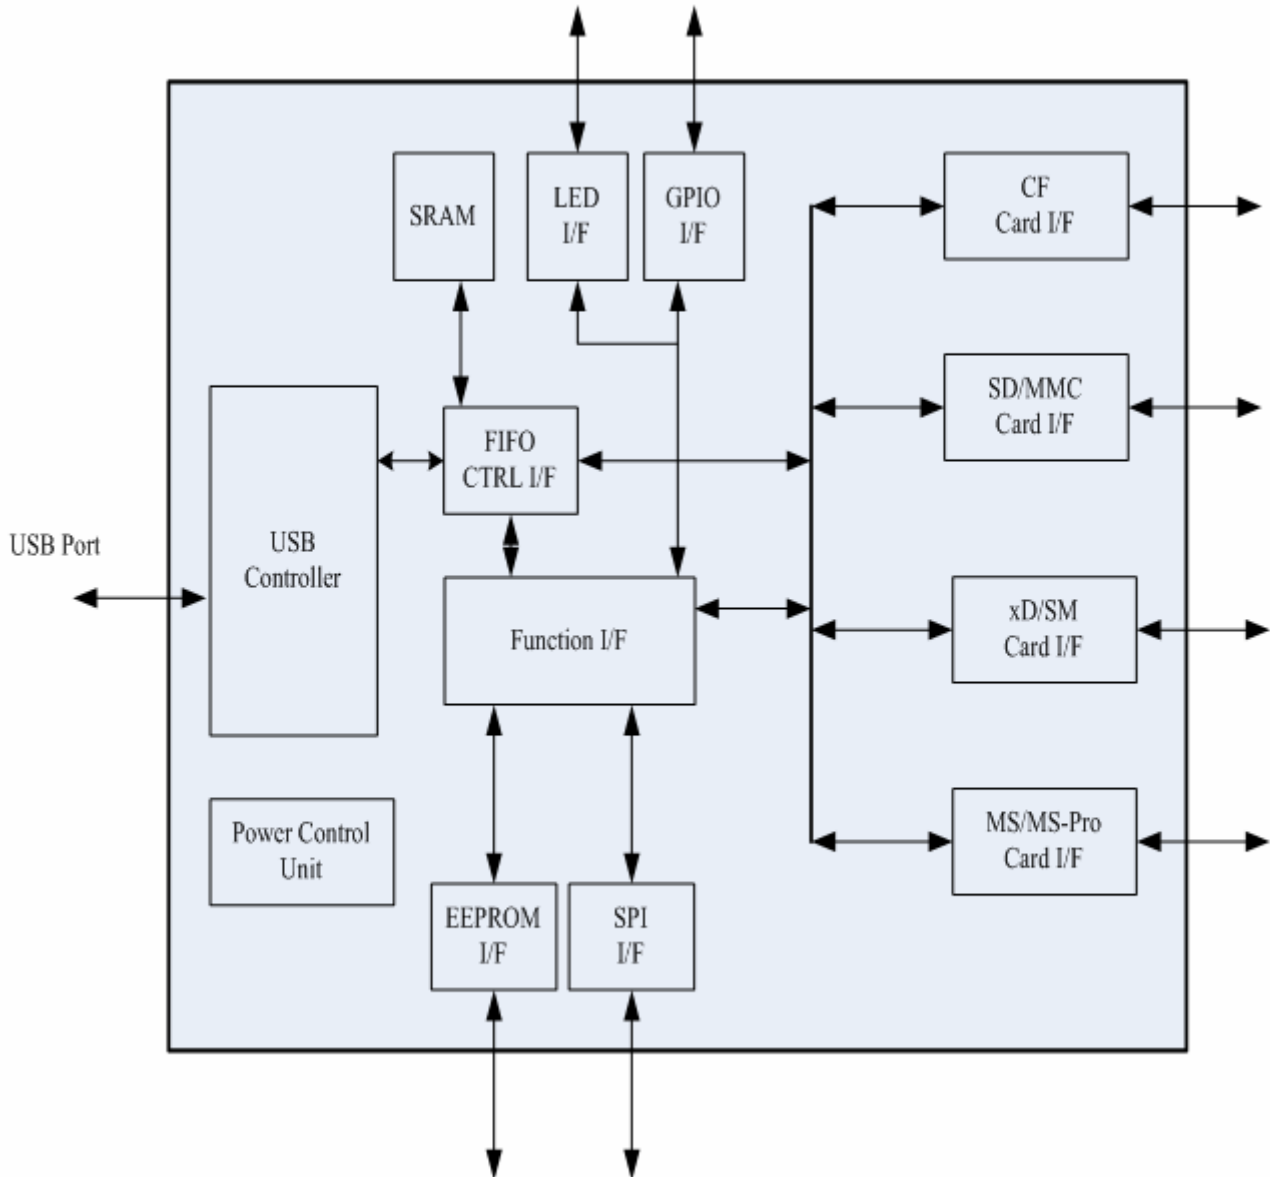 SRAM
LED
I/F
GPIO
I/F
CF
Card I/F
SD/MMC
Card I/F
FIFO
CTRL I/F
USB Port
USB
Controller
Function I/F
xD/SM
Card I/F
Power Control
Unit
MS/MS-Pro
Card I/F
EEPROM
I/F
SPI
I/F